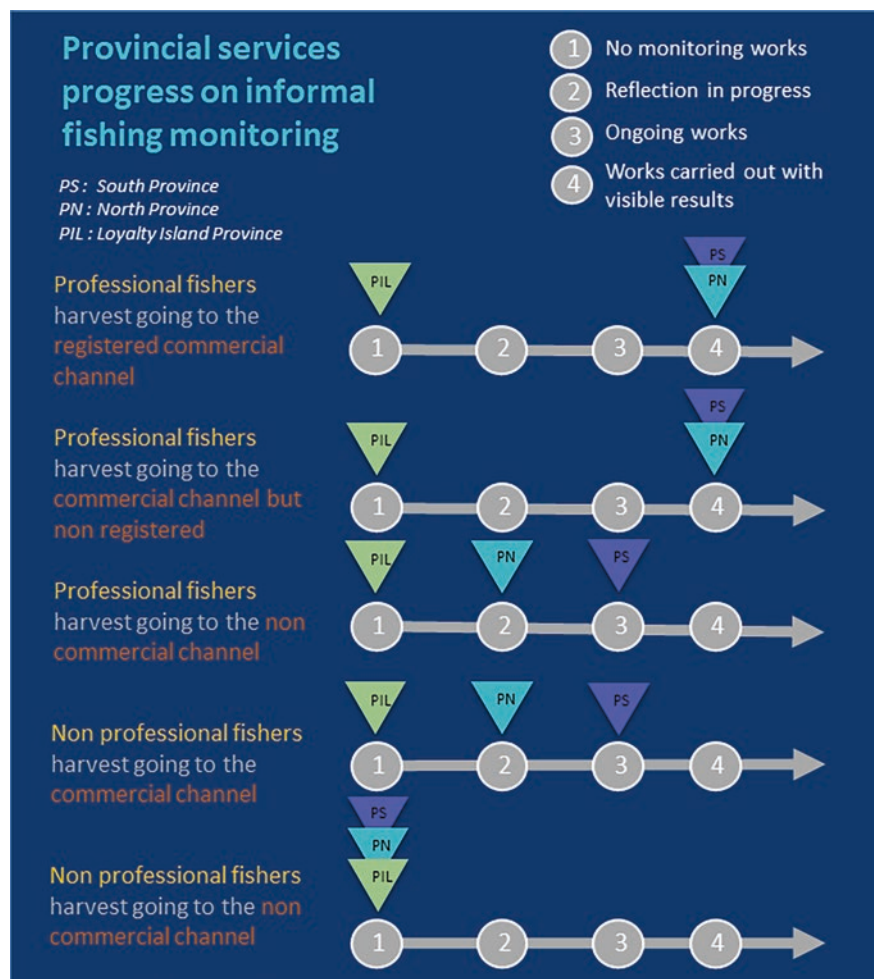 Provincial services
progress on informal
fishing monitoring
PS : South Province
PN : North Province
PIL : Loyalty Island Province
1 No monitoring works
2 Reflection in progress
3 Ongoing works
4 Works carried out with
visible results
Professional fishers
harvest going to the
registered commercial
channel
PIL
PS
PN
1 2 3 4
Professional fishers
harvest going to the
commercial channel but
non registered
PIL
PS
PN
1 2 3 4
Professional fishers
harvest going to the non
commercial channel
PIL PN PS
1 2 3 4
Non professional fishers
harvest going to the
commercial channel
PIL PN PS
1 2 3 4
Non professional fishers
harvest going to the non
commercial channel
PS
PN
PIL
1 2 3 4